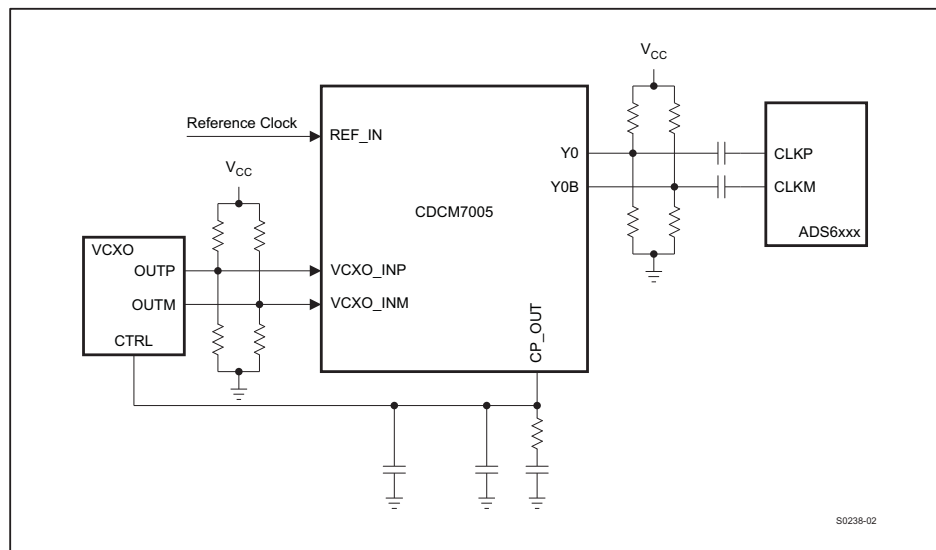 V_CC
Reference Clock
REF_IN
Y0
CLKP
V_CC
Y0B
CLKM
CDCM7005
ADS6xxx
VCXO
OUTP
VCXO_INP
OUTM
VCXO_INM
CTRL
CP_OUT
S0238-02